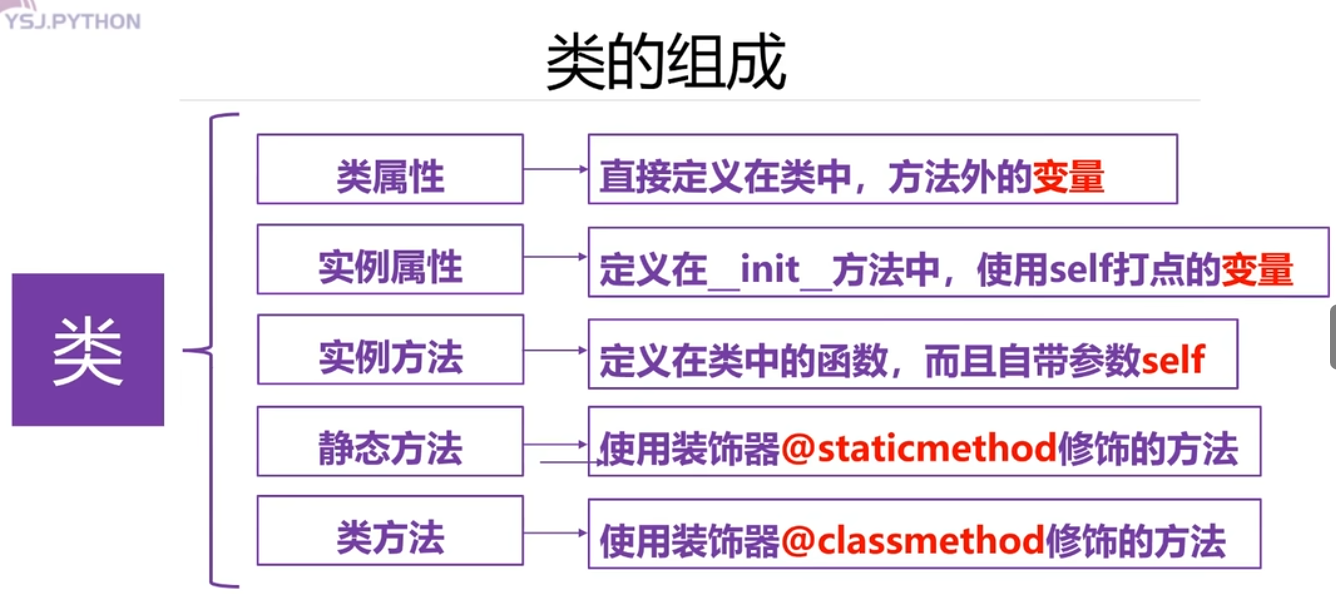 YSJ.PYTHON
类的组成
类
类属性
直接定义在类中，方法外的变量
实例属性
定义在__init__方法中，使用self打点的变量
实例方法
定义在类中的函数，而且自带参数self
静态方法
使用装饰器@staticmethod修饰的方法
类方法
使用装饰器@classmethod修饰的方法